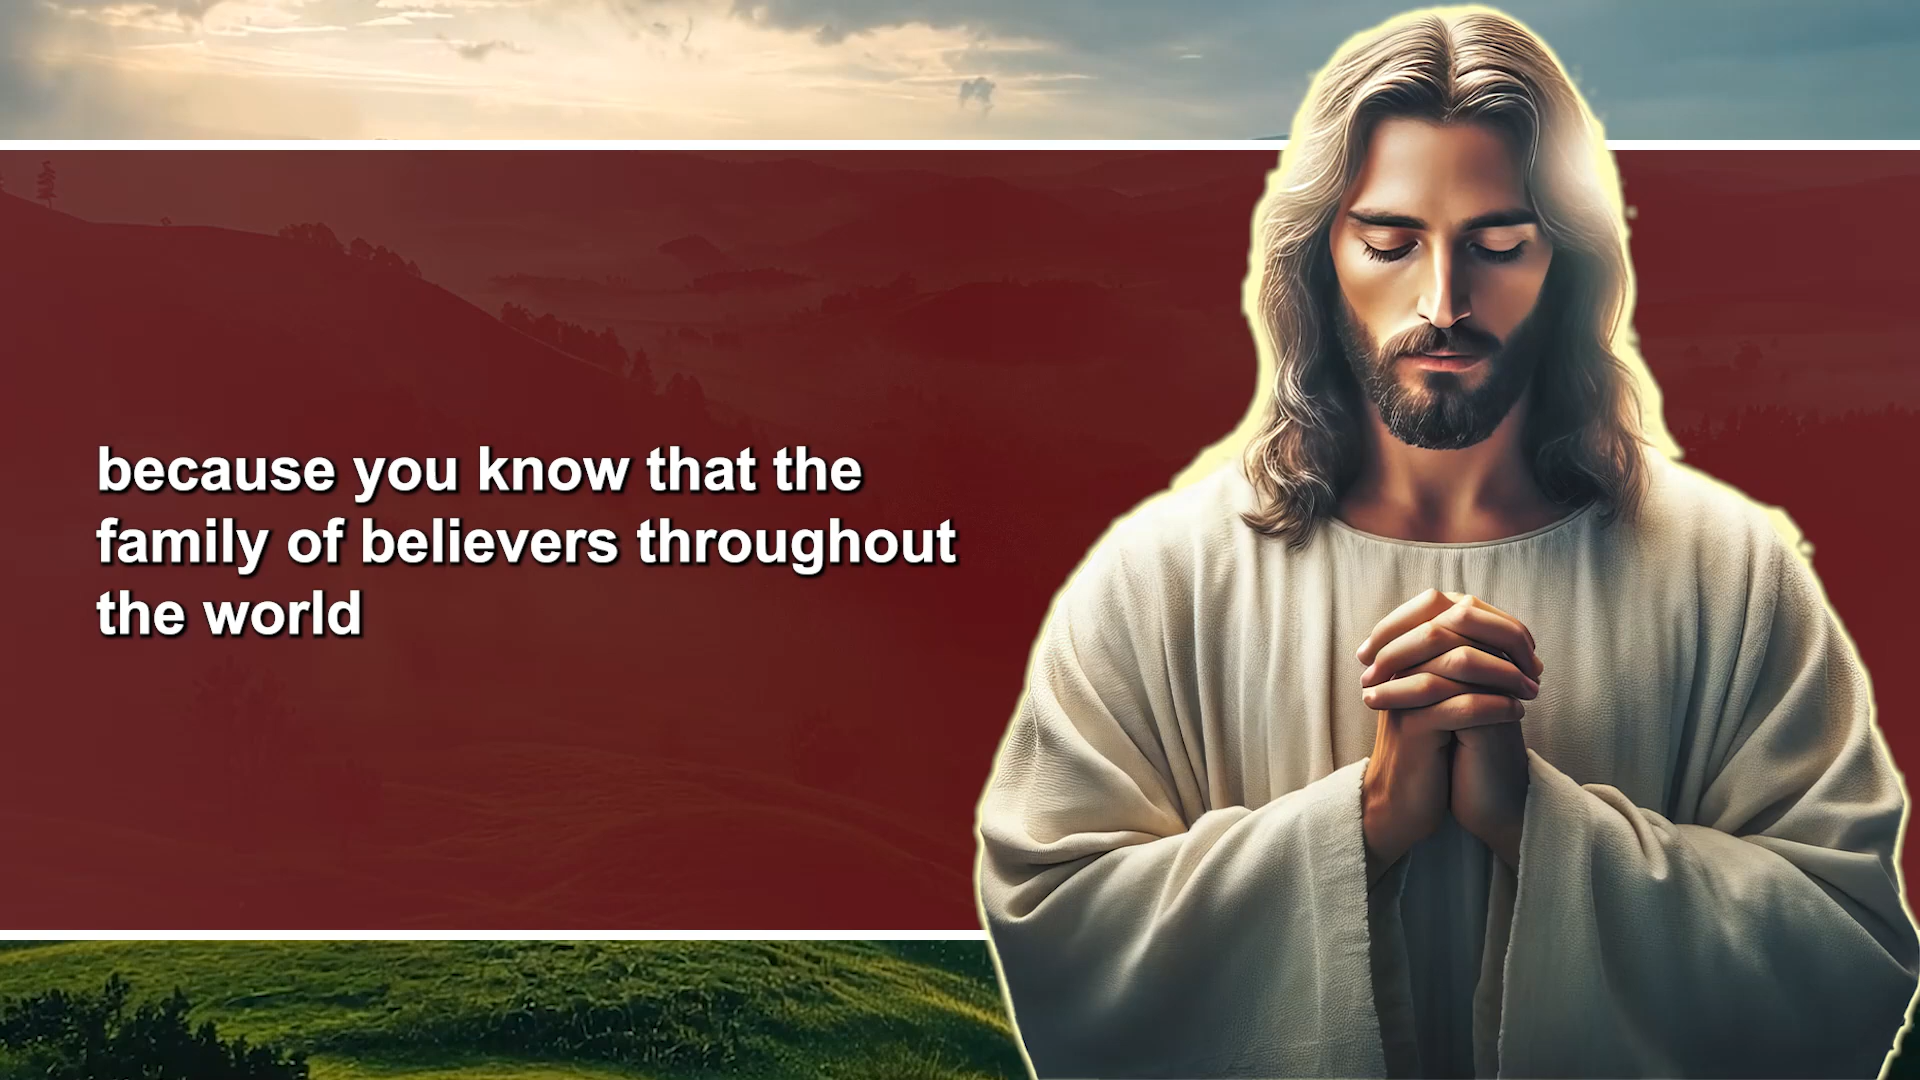 because you know that the
family of believers throughout
the world